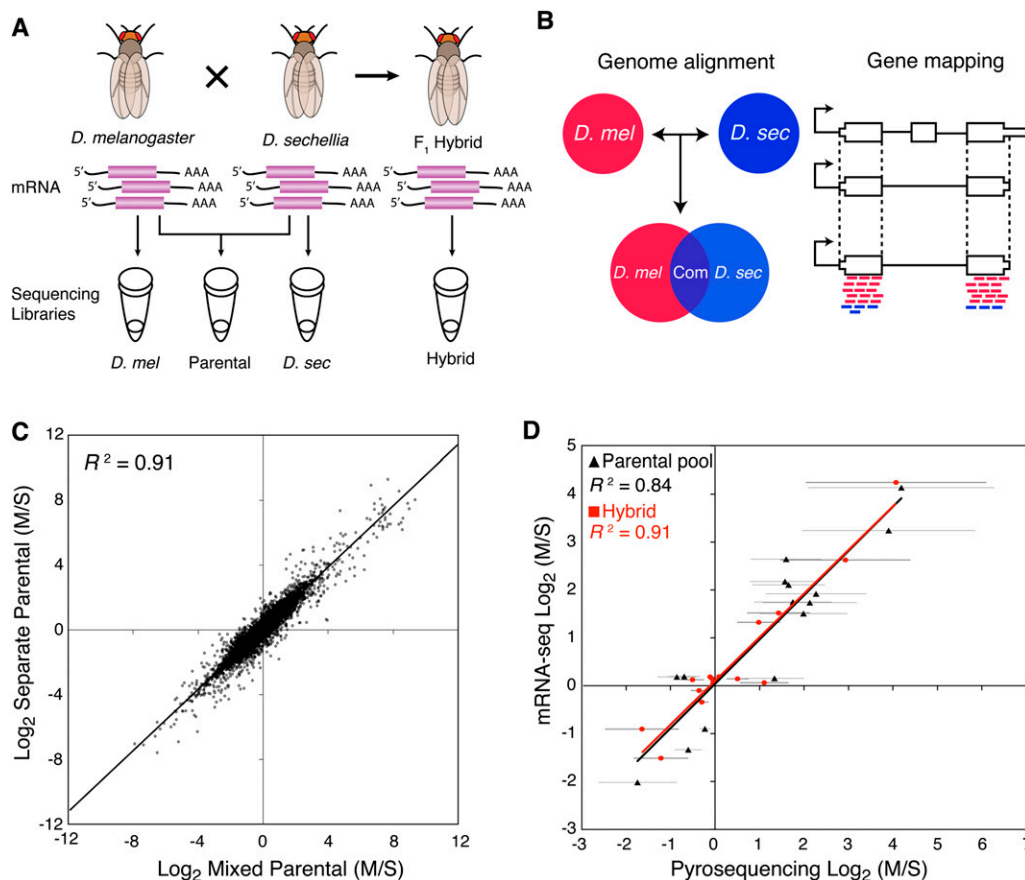 A
D. melanogaster
D. sechellia
F1 Hybrid
mRNA
5′ AAA 5′ AAA 5′ AAA
5′ AAA 5′ AAA 5′ AAA
5′ AAA 5′ AAA 5′ AAA
Sequencing
Libraries
D. mel
Parental
D. sec
Hybrid
B
Genome alignment
Gene mapping
D. mel
D. sec
D. mel Com D. sec
C
R² = 0.91
12
8
4
0
-4
-8
-12
-12 -8 -4 0 4 8 12
Log2 Separate Parental (M/S)
Log2 Mixed Parental (M/S)
D
Parental pool
R² = 0.84
Hybrid
R² = 0.91
5
4
3
2
1
0
-1
-2
-3
-3 -2 -1 0 1 2 3 4 5 6 7
mRNA-seq Log2 (M/S)
Pyrosequencing Log2 (M/S)